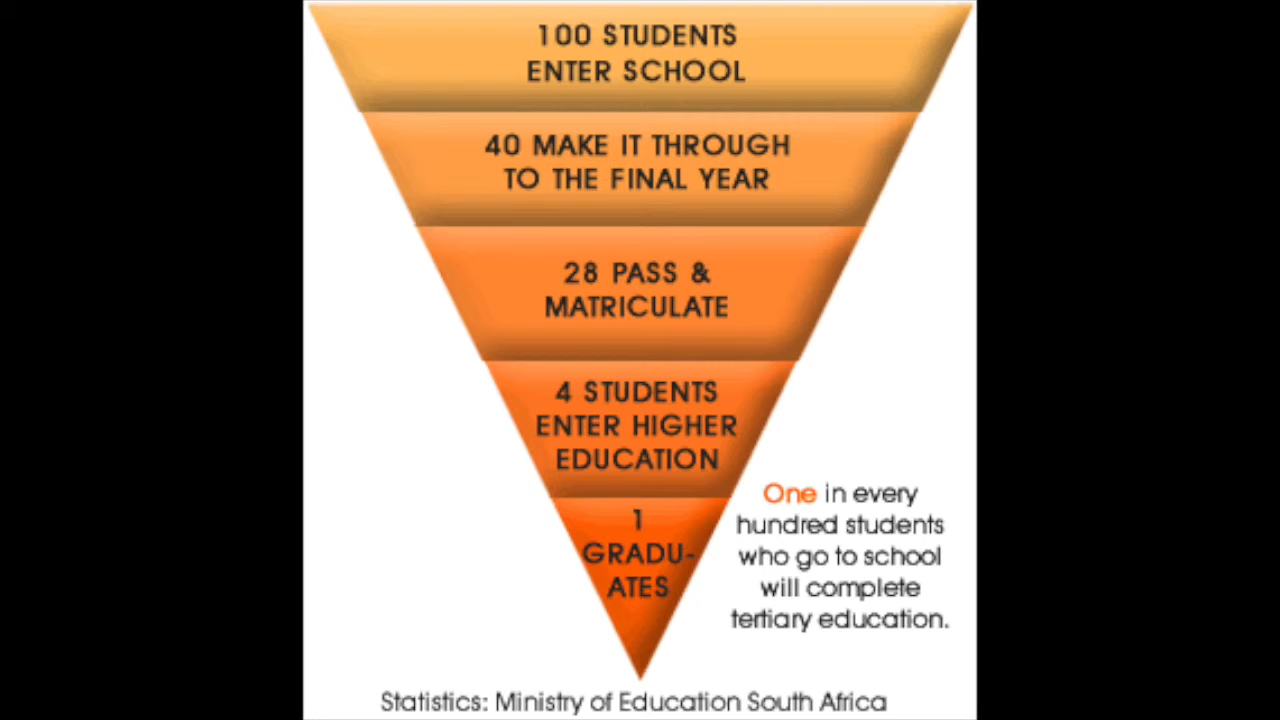 100 STUDENTS
ENTER SCHOOL
40 MAKE IT THROUGH
TO THE FINAL YEAR
28 PASS &
MATRICULATE
4 STUDENTS
ENTER HIGHER
EDUCATION
1
GRADU-
ATES
One in every
hundred students
who go to school
will complete
tertiary education.
Statistics: Ministry of Education South Africa